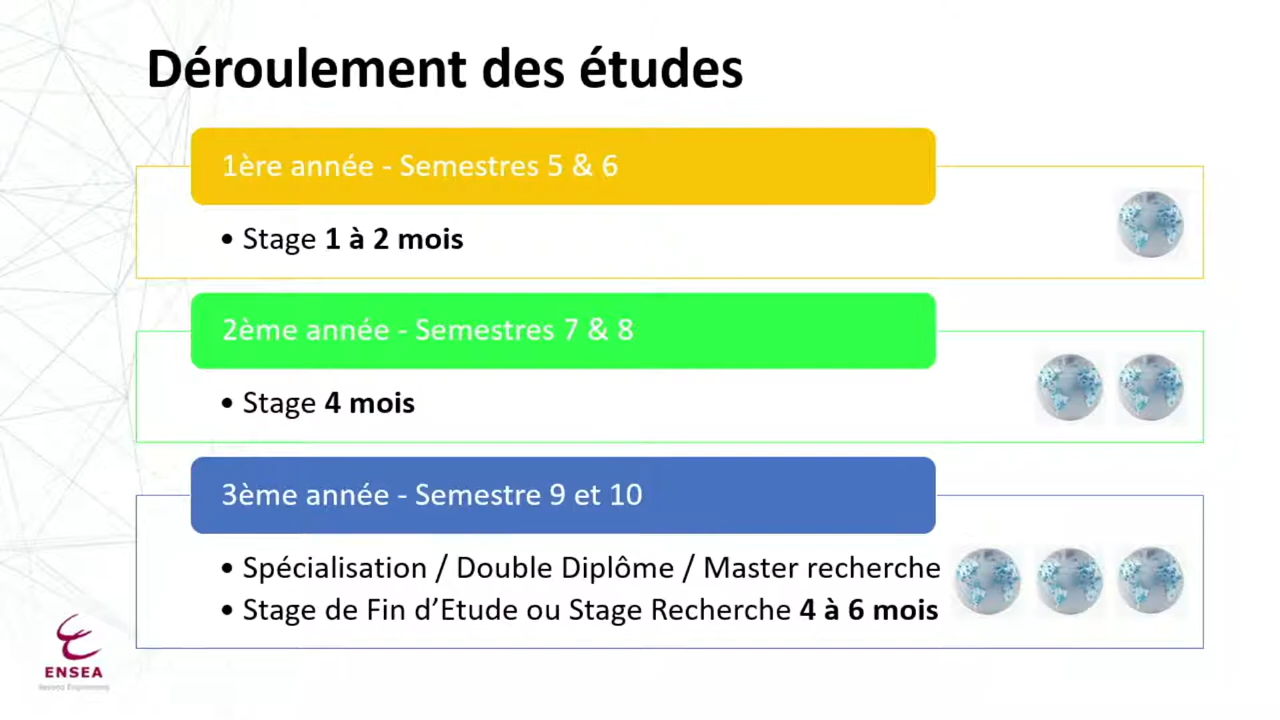 Déroulement des études
1ère année - Semestres 5 & 6
• Stage 1 à 2 mois
2ème année - Semestres 7 & 8
• Stage 4 mois
3ème année - Semestre 9 et 10
• Spécialisation / Double Diplôme / Master recherche
• Stage de Fin d’Etude ou Stage Recherche 4 à 6 mois
ENSEA
Beyond Engineering